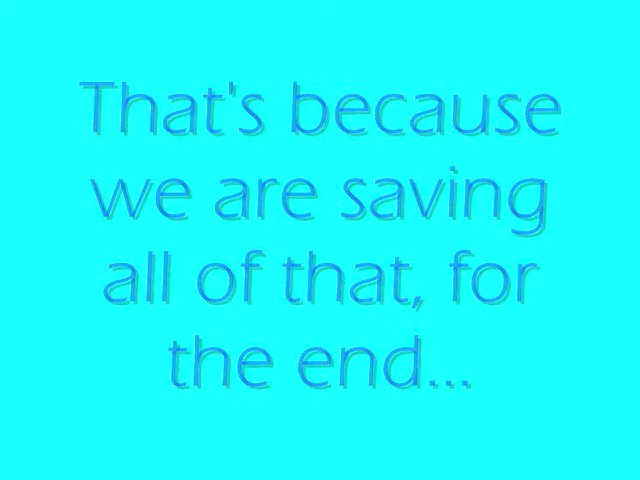 That's because
we are saving
all of that, for
the end...